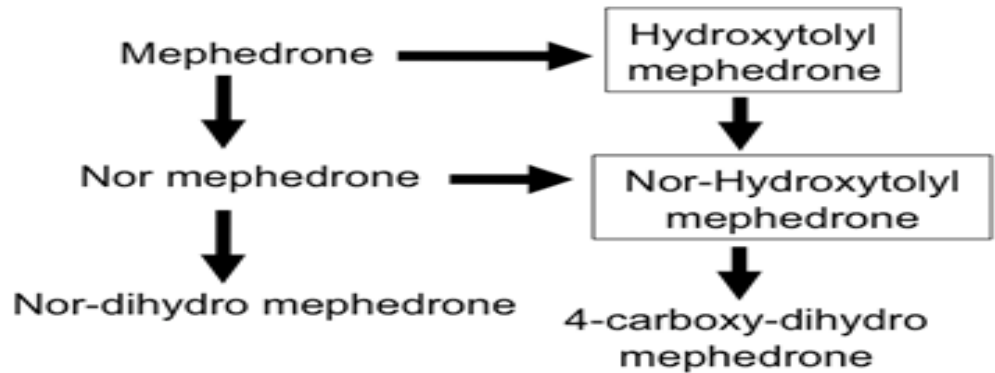 Mephedrone
Hydroxytolyl
mephedrone
Nor mephedrone
Nor-Hydroxytolyl
mephedrone
Nor-dihydro mephedrone
4-carboxy-dihydro
mephedrone